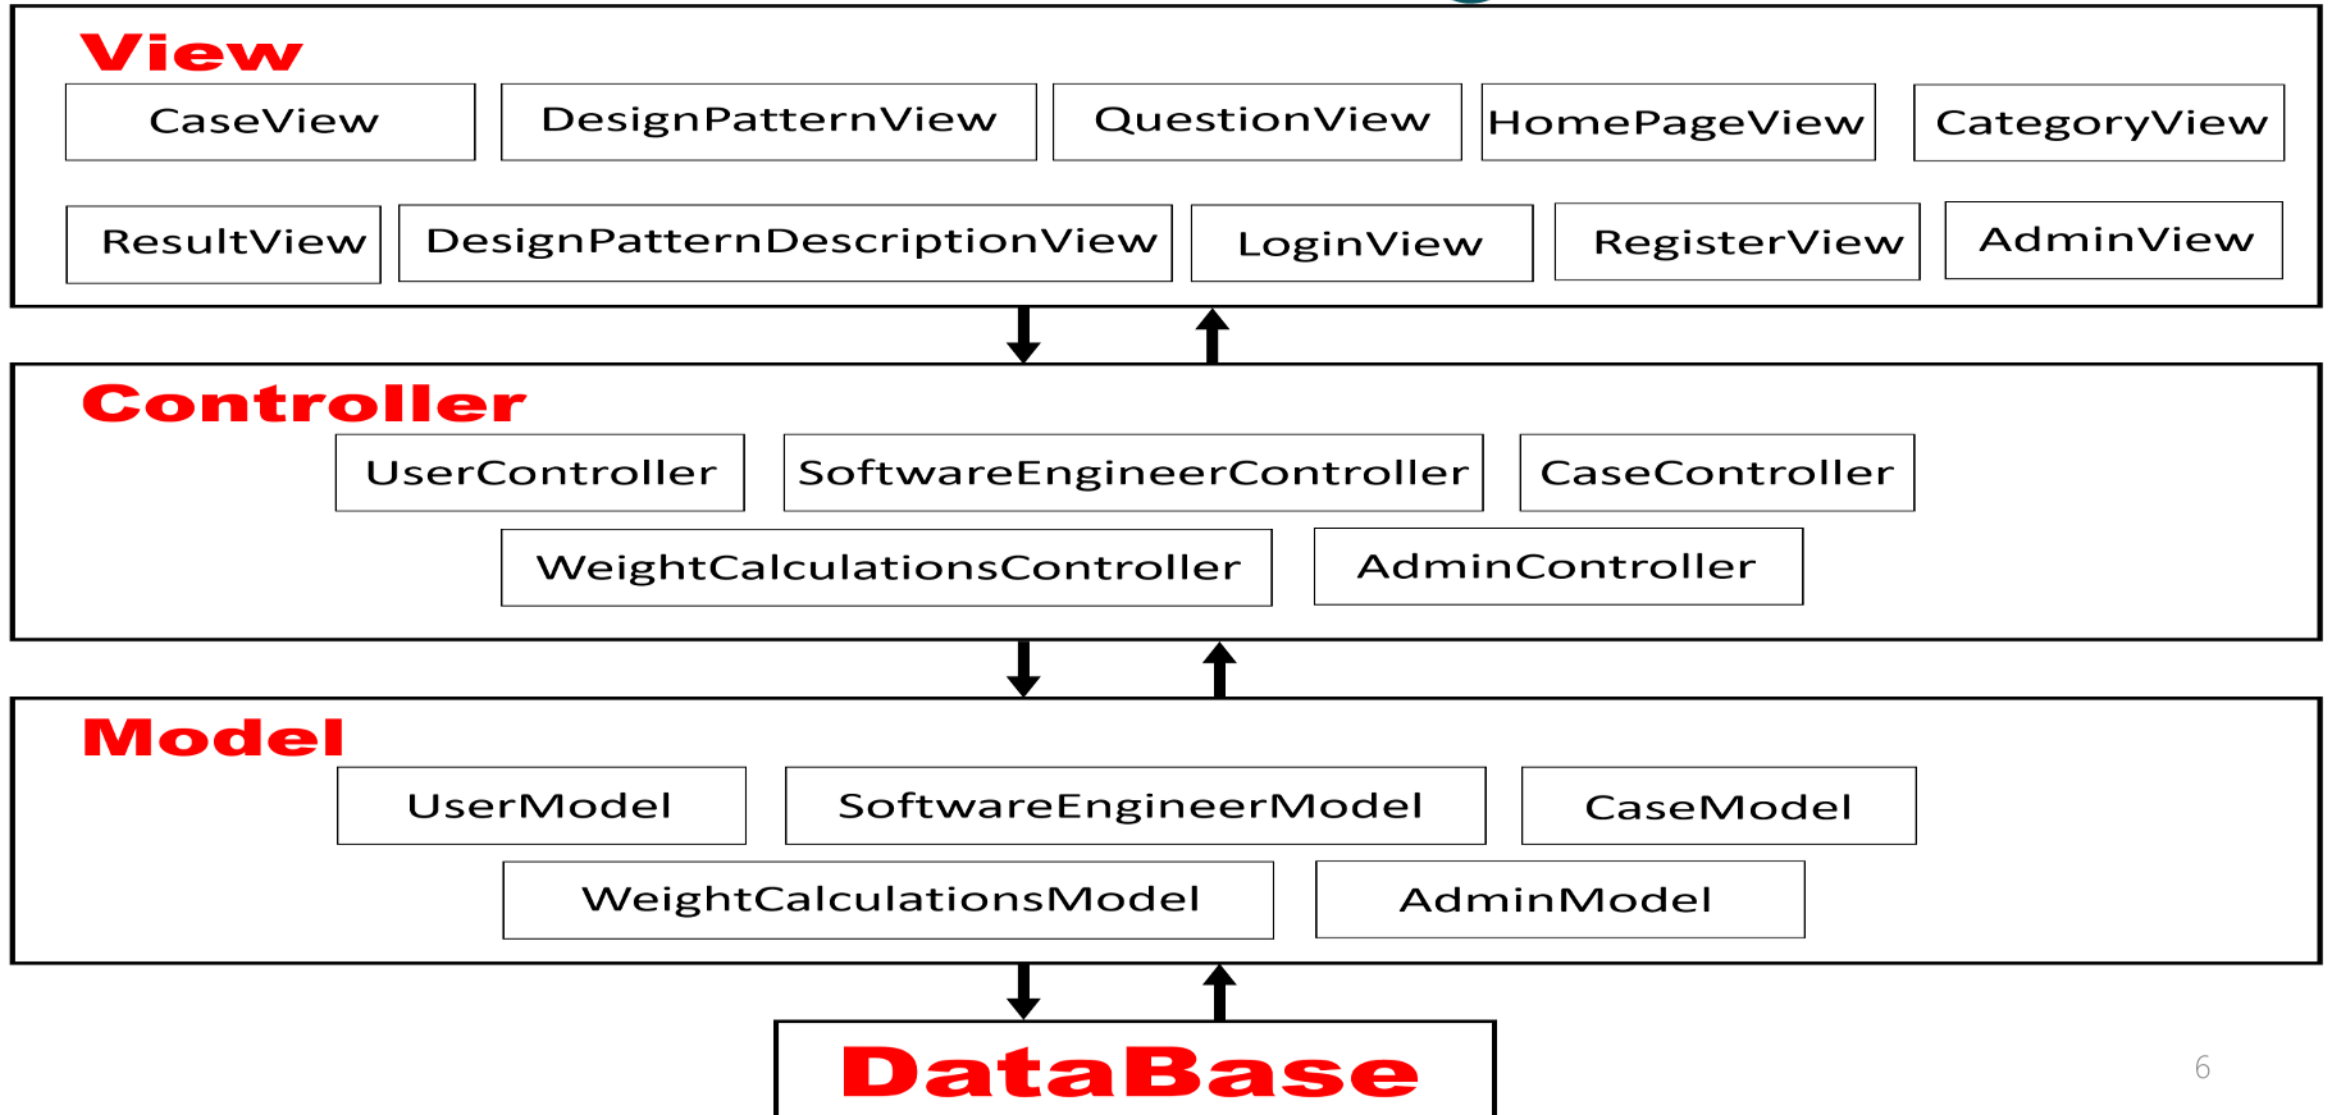 View
CaseView DesignPatternView QuestionView HomePageView CategoryView
ResultView DesignPatternDescriptionView LoginView RegisterView AdminView
Controller
UserController SoftwareEngineerController CaseController
WeightCalculationsController AdminController
Model
UserModel SoftwareEngineerModel CaseModel
WeightCalculationsModel AdminModel
DataBase
6